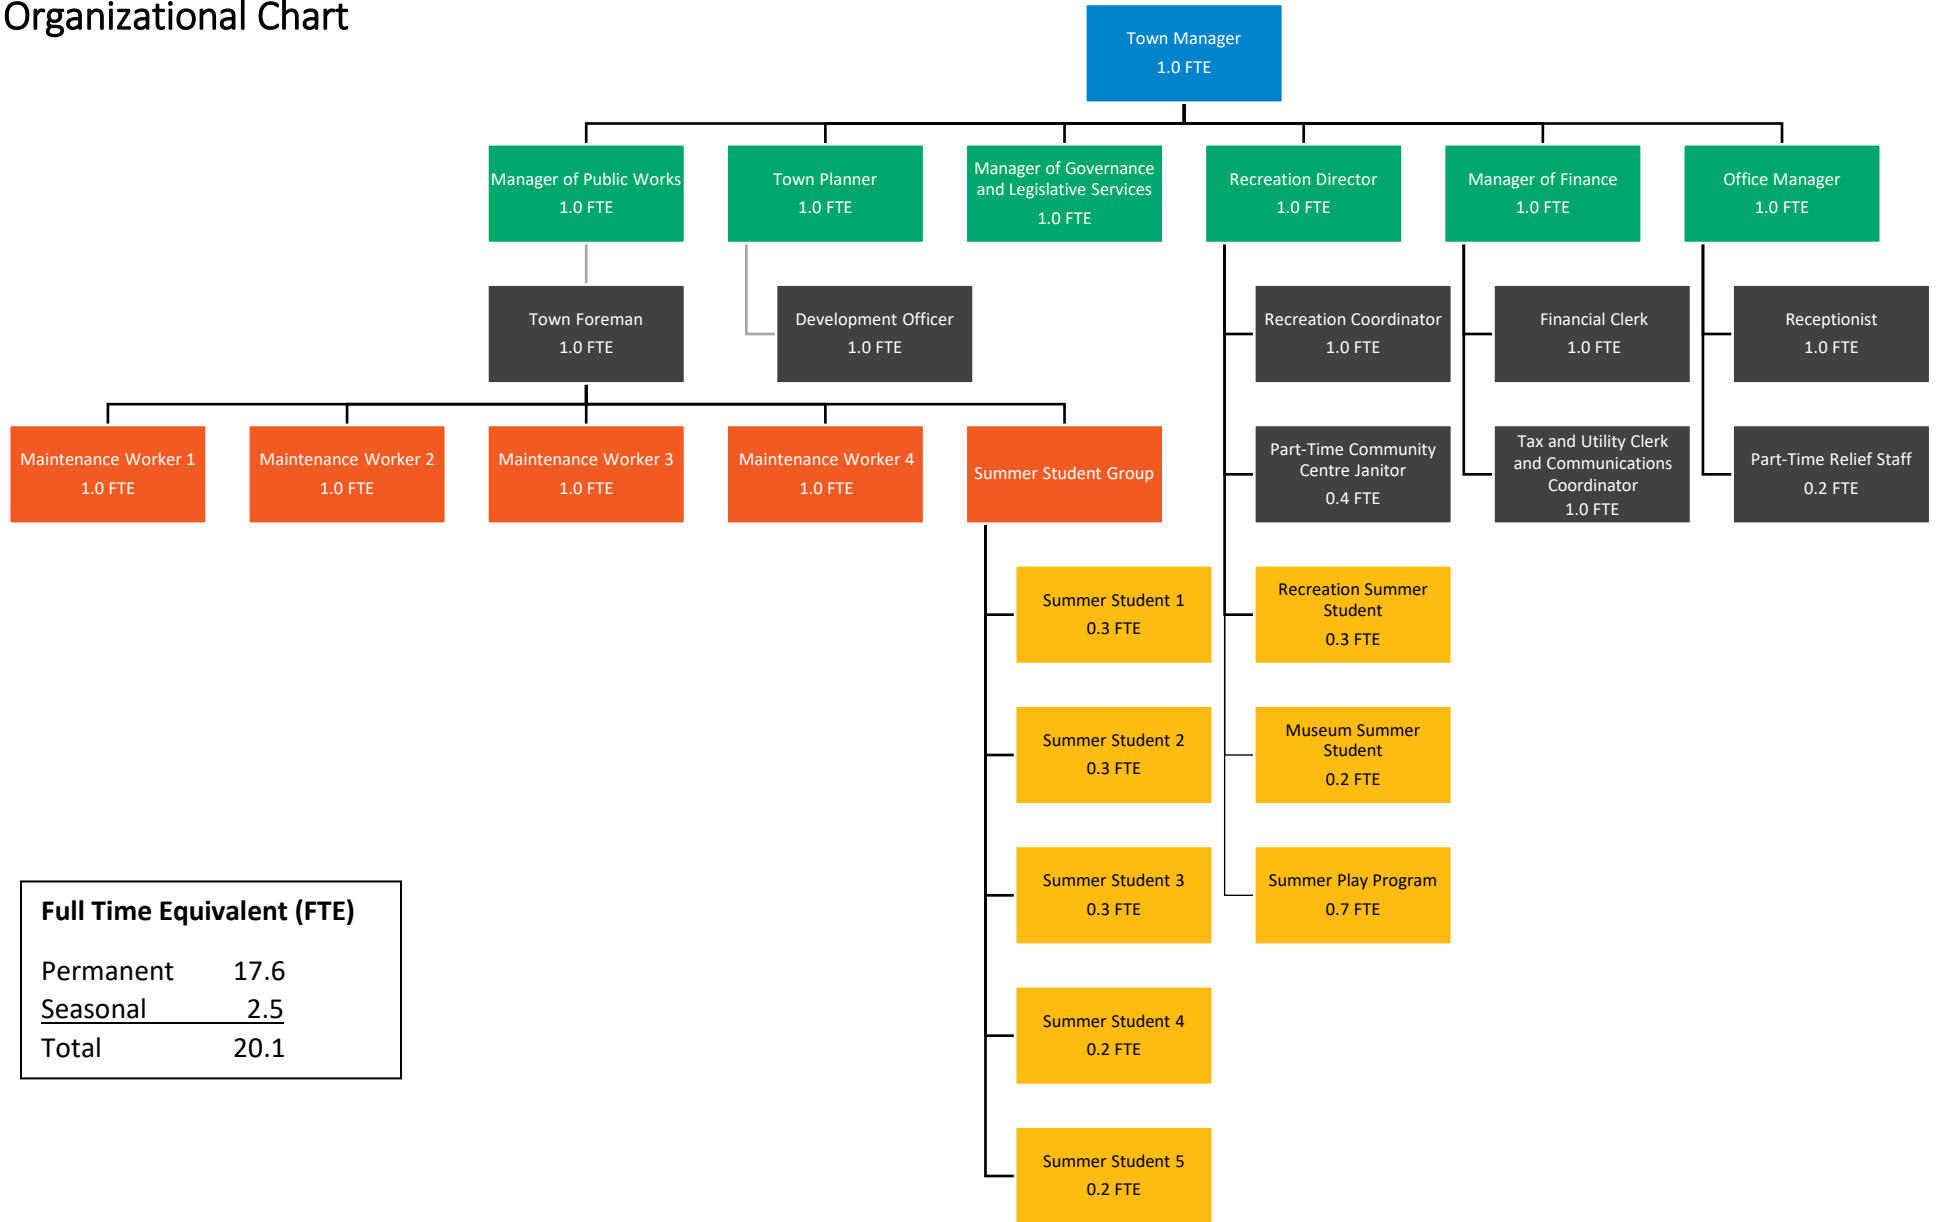 Organizational Chart
Town Manager
1.0 FTE
Manager of Public Works
1.0 FTE
Town Planner
1.0 FTE
Manager of Governance
and Legislative Services
1.0 FTE
Recreation Director
1.0 FTE
Manager of Finance
1.0 FTE
Office Manager
1.0 FTE
Town Foreman
1.0 FTE
Development Officer
1.0 FTE
Recreation Coordinator
1.0 FTE
Financial Clerk
1.0 FTE
Receptionist
1.0 FTE
Maintenance Worker 1
1.0 FTE
Maintenance Worker 2
1.0 FTE
Maintenance Worker 3
1.0 FTE
Maintenance Worker 4
1.0 FTE
Summer Student Group
Part-Time Community
Centre Janitor
0.4 FTE
Tax and Utility Clerk
and Communications
Coordinator
1.0 FTE
Part-Time Relief Staff
0.2 FTE
Summer Student 1
0.3 FTE
Recreation Summer
Student
0.3 FTE
Summer Student 2
0.3 FTE
Museum Summer
Student
0.2 FTE
Summer Student 3
0.3 FTE
Summer Play Program
0.7 FTE
Summer Student 4
0.2 FTE
Summer Student 5
0.2 FTE
Full Time Equivalent (FTE)
Permanent 17.6
Seasonal 2.5
Total 20.1